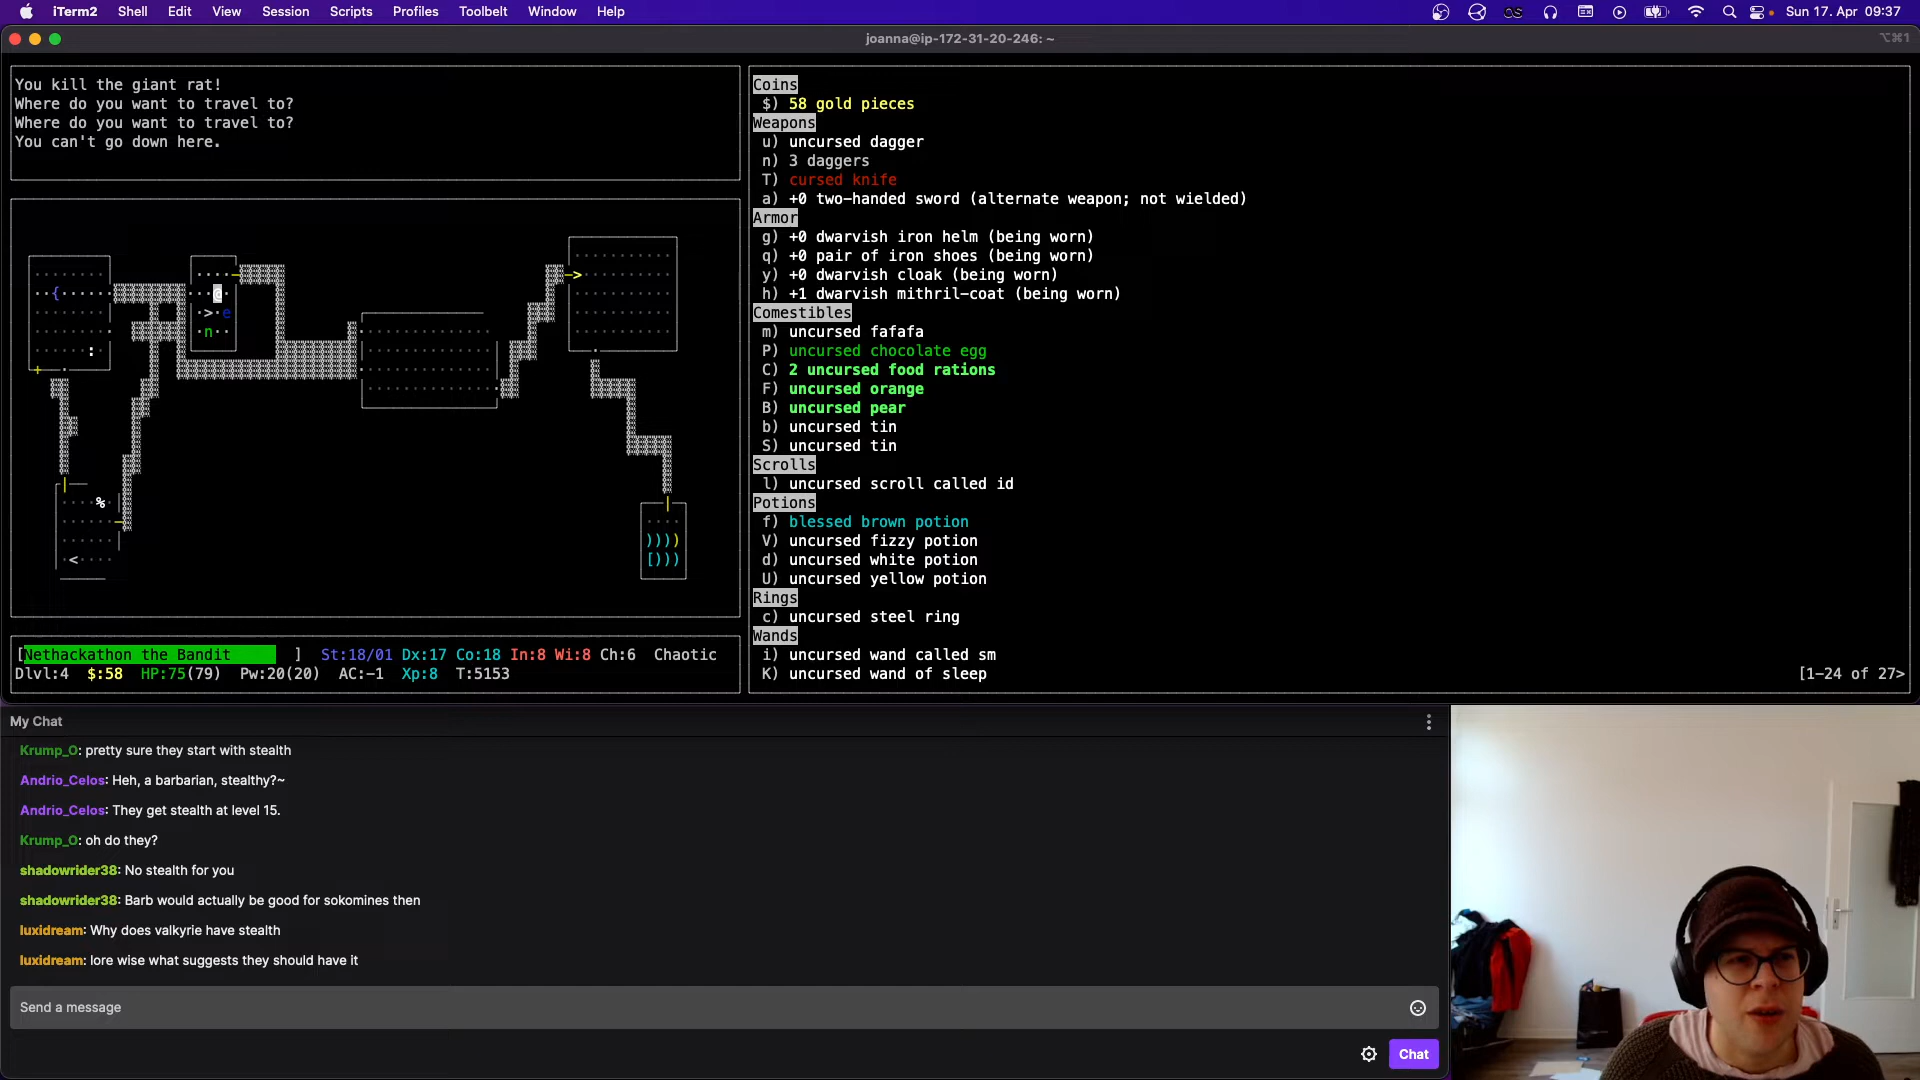 iTerm2 Shell Edit View Session Scripts Profiles Toolbelt Window Help Sun 17. Apr 09:37
joanna@ip-172-31-20-246: ~ ⌥⌘1
You kill the giant rat!
Where do you want to travel to?
Where do you want to travel to?
You can't go down here.
[Nethackathon the Bandit ] St:18/01 Dx:17 Co:18 In:8 Wi:8 Ch:6 Chaotic
Dlvl:4 $:58 HP:75(79) Pw:20(20) AC:-1 Xp:8 T:5153
Coins
$) 58 gold pieces
Weapons
u) uncursed dagger
n) 3 daggers
T) cursed knife
a) +0 two-handed sword (alternate weapon; not wielded)
Armor
g) +0 dwarvish iron helm (being worn)
q) +0 pair of iron shoes (being worn)
y) +0 dwarvish cloak (being worn)
h) +1 dwarvish mithril-coat (being worn)
Comestibles
m) uncursed fafafa
P) uncursed chocolate egg
C) 2 uncursed food rations
F) uncursed orange
B) uncursed pear
b) uncursed tin
S) uncursed tin
Scrolls
l) uncursed scroll called id
Potions
f) blessed brown potion
V) uncursed fizzy potion
d) uncursed white potion
U) uncursed yellow potion
Rings
c) uncursed steel ring
Wands
i) uncursed wand called sm
K) uncursed wand of sleep [1-24 of 27>
My Chat
Krump_O: pretty sure they start with stealth
Andrio_Celos: Heh, a barbarian, stealthy?~
Andrio_Celos: They get stealth at level 15.
Krump_O: oh do they?
shadowrider38: No stealth for you
shadowrider38: Barb would actually be good for sokomines then
luxidream: Why does valkyrie have stealth
luxidream: lore wise what suggests they should have it
Send a message
Chat